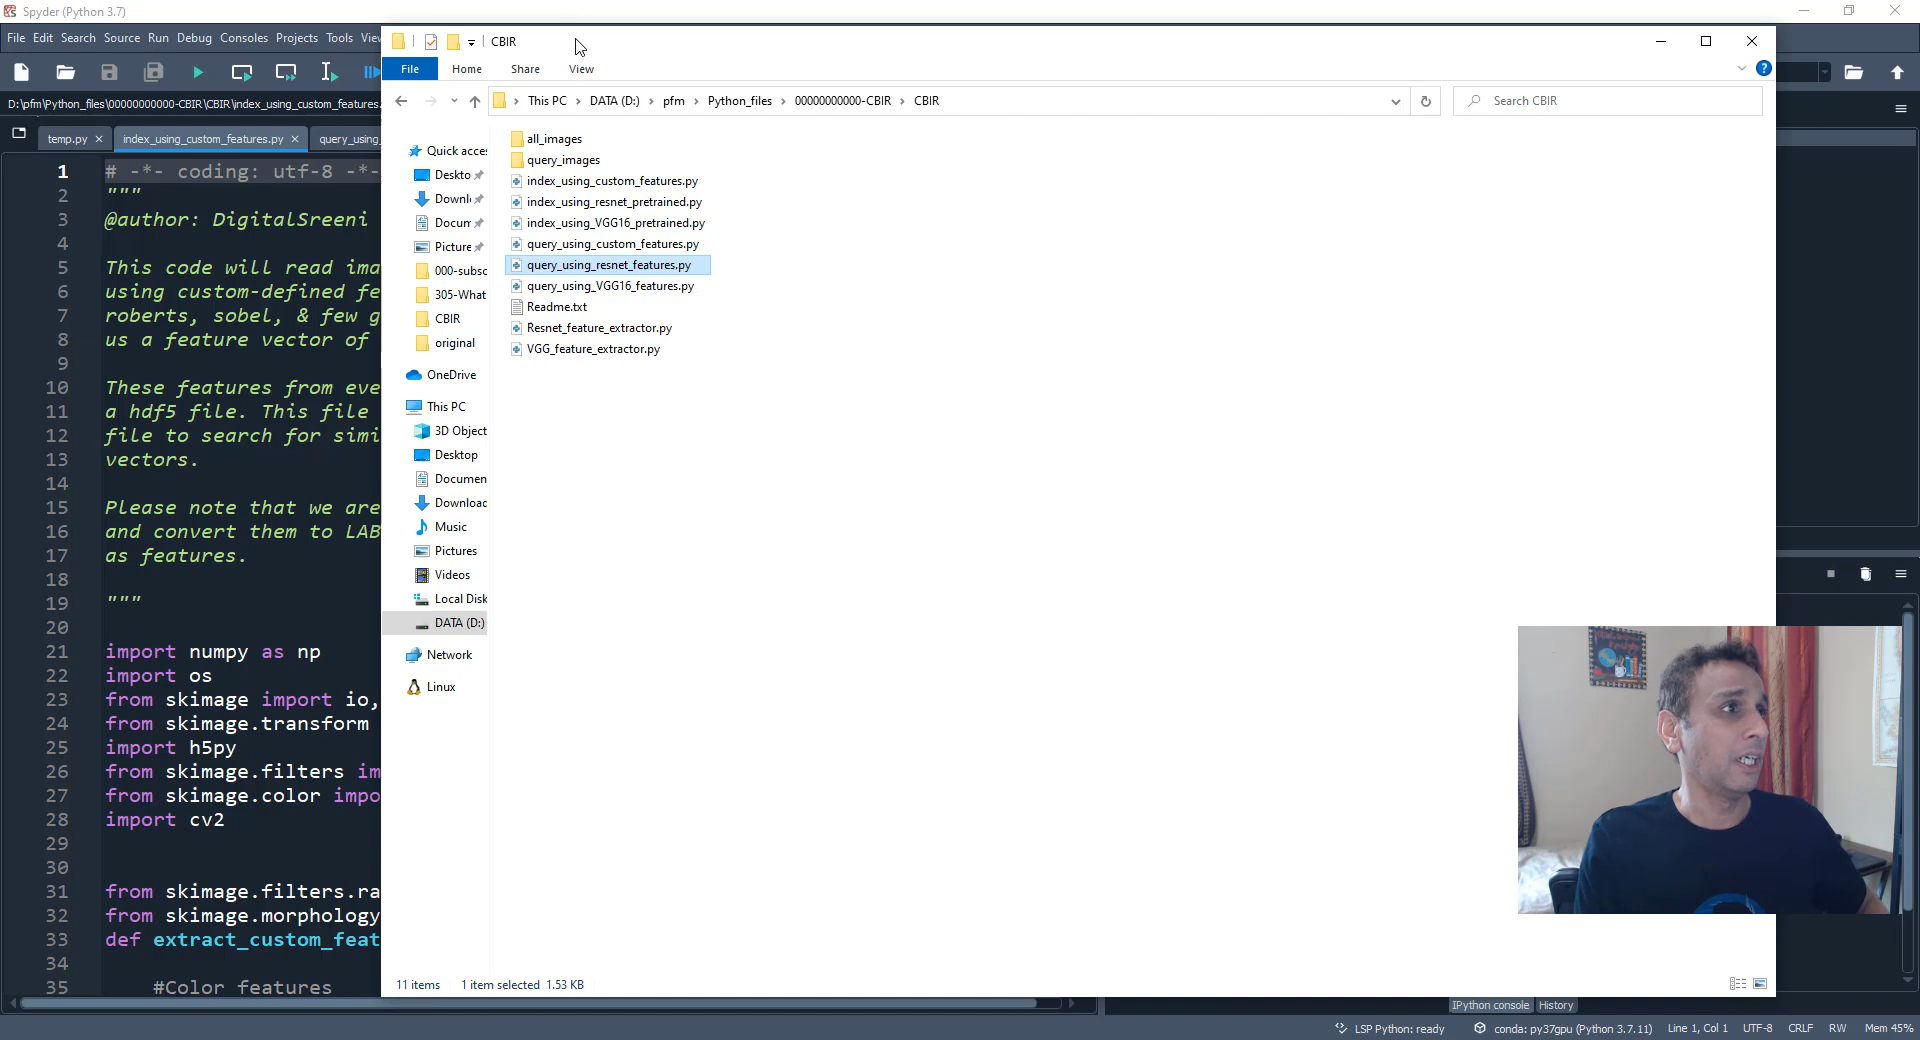 Spyder (Python 3.7)
File Edit Search Source Run Debug Consoles Projects Tools
CBIR
File Home Share View
D:\pfm\Python_files\00000000000-CBIR\CBIR\index_using_custom_features.
This PC DATA (D:) pfm Python_files 00000000000-CBIR CBIR
Search CBIR
temp.py index_using_custom_features.py query_using_
Quick acces
Deskto
Downl
Docum
Picture
000-subsc
305-What
CBIR
original
OneDrive
This PC
3D Object
Desktop
Documen
Download
Music
Pictures
Videos
Local Disk
DATA (D:)
Network
Linux
all_images
query_images
index_using_custom_features.py
index_using_resnet_pretrained.py
index_using_VGG16_pretrained.py
query_using_custom_features.py
query_using_resnet_features.py
query_using_VGG16_features.py
Readme.txt
Resnet_feature_extractor.py
VGG_feature_extractor.py
1 # -*- coding: utf-8 -*-
2 """
3 @author: DigitalSreeni
4
5 This code will read ima
6 using custom-defined fe
7 roberts, sobel, & few g
8 us a feature vector of
9
10 These features from eve
11 a hdf5 file. This file
12 file to search for simi
13 vectors.
14
15 Please note that we are
16 and convert them to LAB
17 as features.
18
19 """
20
21 import numpy as np
22 import os
23 from skimage import io,
24 from skimage.transform
25 import h5py
26 from skimage.filters im
27 from skimage.color impo
28 import cv2
29
30
31 from skimage.filters.ra
32 from skimage.morphology
33 def extract_custom_feat
34
35 #Color features
11 items 1 item selected 1.53 KB
IPython console History
LSP Python: ready conda: py37gpu (Python 3.7.11) Line 1, Col 1 UTF-8 CRLF RW Mem 45%